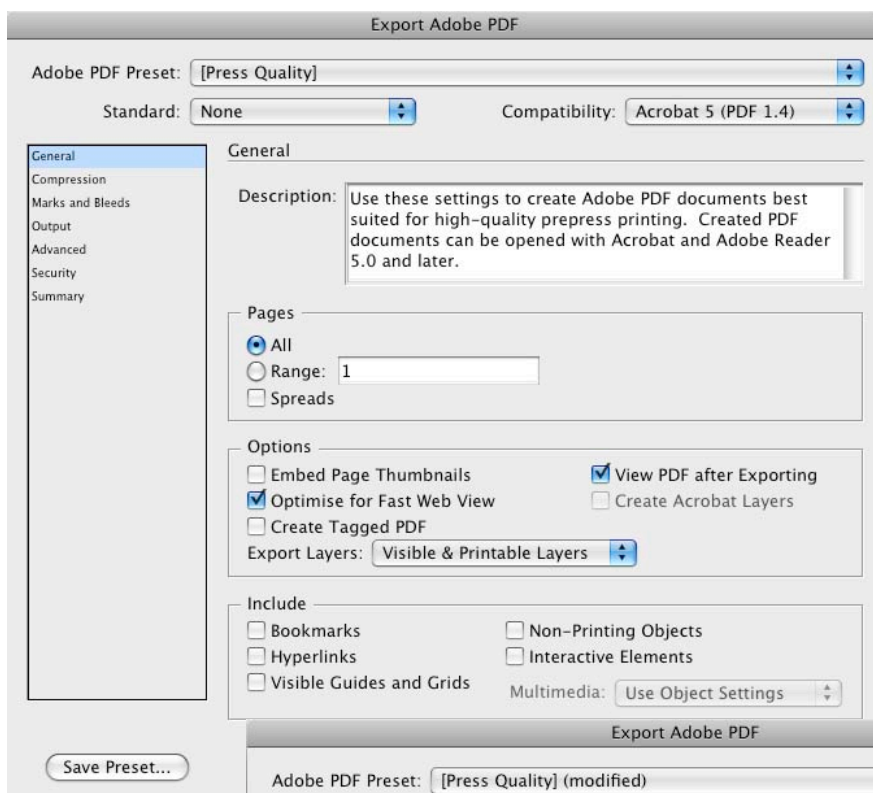 Export Adobe PDF
Adobe PDF Preset: [Press Quality]
Standard: None Compatibility: Acrobat 5 (PDF 1.4)
General
Compression
Marks and Bleeds
Output
Advanced
Security
Summary
General
Description: Use these settings to create Adobe PDF documents best
suited for high-quality prepress printing. Created PDF
documents can be opened with Acrobat and Adobe Reader
5.0 and later.
Pages
All
Range: 1
Spreads
Options
Embed Page Thumbnails View PDF after Exporting
Optimise for Fast Web View Create Acrobat Layers
Create Tagged PDF
Export Layers: Visible & Printable Layers
Include
Bookmarks Non-Printing Objects
Hyperlinks Interactive Elements
Visible Guides and Grids Multimedia: Use Object Settings
Save Preset...
Export Adobe PDF
Adobe PDF Preset: [Press Quality] (modified)